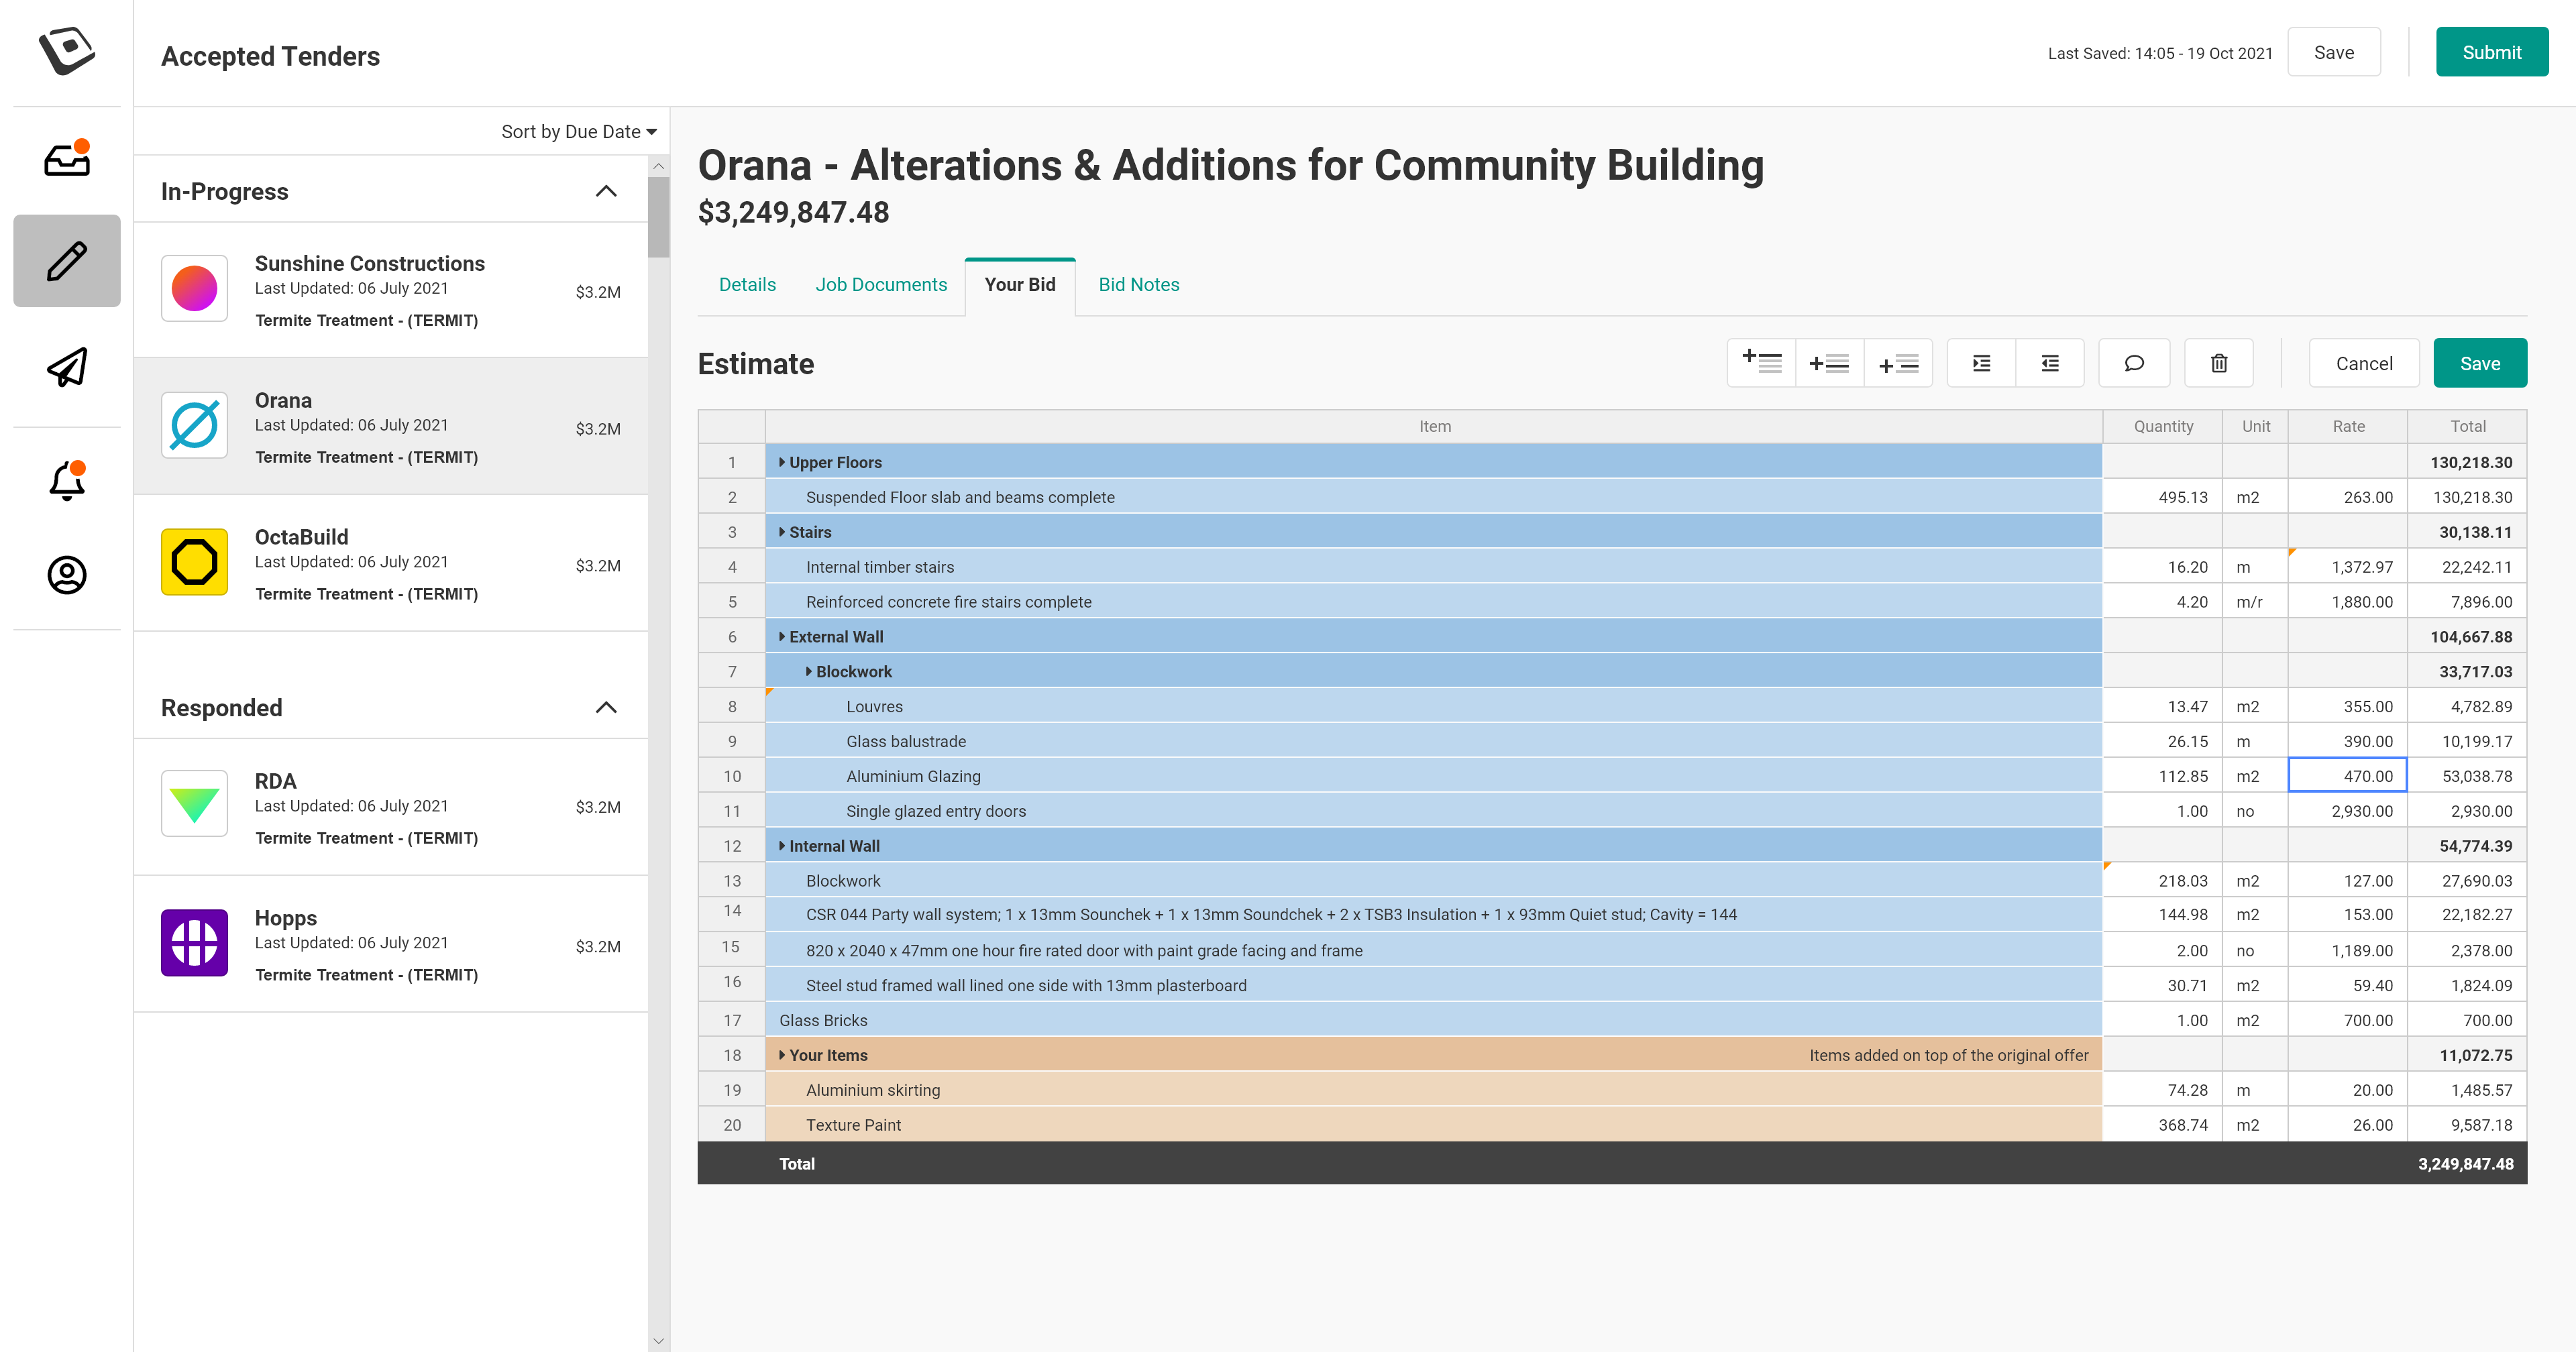 Accepted Tenders
Last Saved: 14:05 - 19 Oct 2021
Save
Submit
Sort by Due Date
In-Progress
Sunshine Constructions
Last Updated: 06 July 2021
$3.2M
Termite Treatment - (TERMIT)
Orana
Last Updated: 06 July 2021
$3.2M
Termite Treatment - (TERMIT)
OctaBuild
Last Updated: 06 July 2021
$3.2M
Termite Treatment - (TERMIT)
Responded
RDA
Last Updated: 06 July 2021
$3.2M
Termite Treatment - (TERMIT)
Hopps
Last Updated: 06 July 2021
$3.2M
Termite Treatment - (TERMIT)
Orana - Alterations & Additions for Community Building
$3,249,847.48
Details Job Documents Your Bid Bid Notes
Estimate
Cancel
Save
Item Quantity Unit Rate Total
1 Upper Floors 130,218.30
2 Suspended Floor slab and beams complete 495.13 m2 263.00 130,218.30
3 Stairs 30,138.11
4 Internal timber stairs 16.20 m 1,372.97 22,242.11
5 Reinforced concrete fire stairs complete 4.20 m/r 1,880.00 7,896.00
6 External Wall 104,667.88
7 Blockwork 33,717.03
8 Louvres 13.47 m2 355.00 4,782.89
9 Glass balustrade 26.15 m 390.00 10,199.17
10 Aluminium Glazing 112.85 m2 470.00 53,038.78
11 Single glazed entry doors 1.00 no 2,930.00 2,930.00
12 Internal Wall 54,774.39
13 Blockwork 218.03 m2 127.00 27,690.03
14 CSR 044 Party wall system; 1 x 13mm Sounchek + 1 x 13mm Soundchek + 2 x TSB3 Insulation + 1 x 93mm Quiet stud; Cavity = 144 144.98 m2 153.00 22,182.27
15 820 x 2040 x 47mm one hour fire rated door with paint grade facing and frame 2.00 no 1,189.00 2,378.00
16 Steel stud framed wall lined one side with 13mm plasterboard 30.71 m2 59.40 1,824.09
17 Glass Bricks 1.00 m2 700.00 700.00
18 Your Items Items added on top of the original offer 11,072.75
19 Aluminium skirting 74.28 m 20.00 1,485.57
20 Texture Paint 368.74 m2 26.00 9,587.18
Total 3,249,847.48